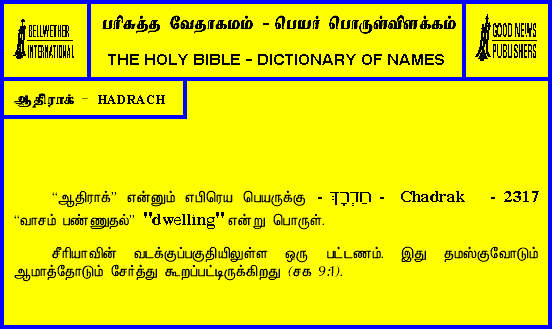 BELLWETHER
INTERNATIONAL
பரிசுத்த வேதாகமம் - பெயர் பொருள்விளக்கம்
THE HOLY BIBLE - DICTIONARY OF NAMES
GOOD NEWS
PUBLISHERS
ஆதிராக் - HADRACH
“ஆதிராக்” என்னும் எபிரெய பெயருக்கு - חַדְרָךְ - Chadrak - 2317
“வாசம் பண்ணுதல்” "dwelling" என்று பொருள்.
சீரியாவின் வடக்குப்பகுதியிலுள்ள ஒரு பட்டணம். இது தமஸ்குவோடும்
ஆமாத்தோடும் சேர்த்து கூறப்பட்டிருக்கிறது (சக 9:1).